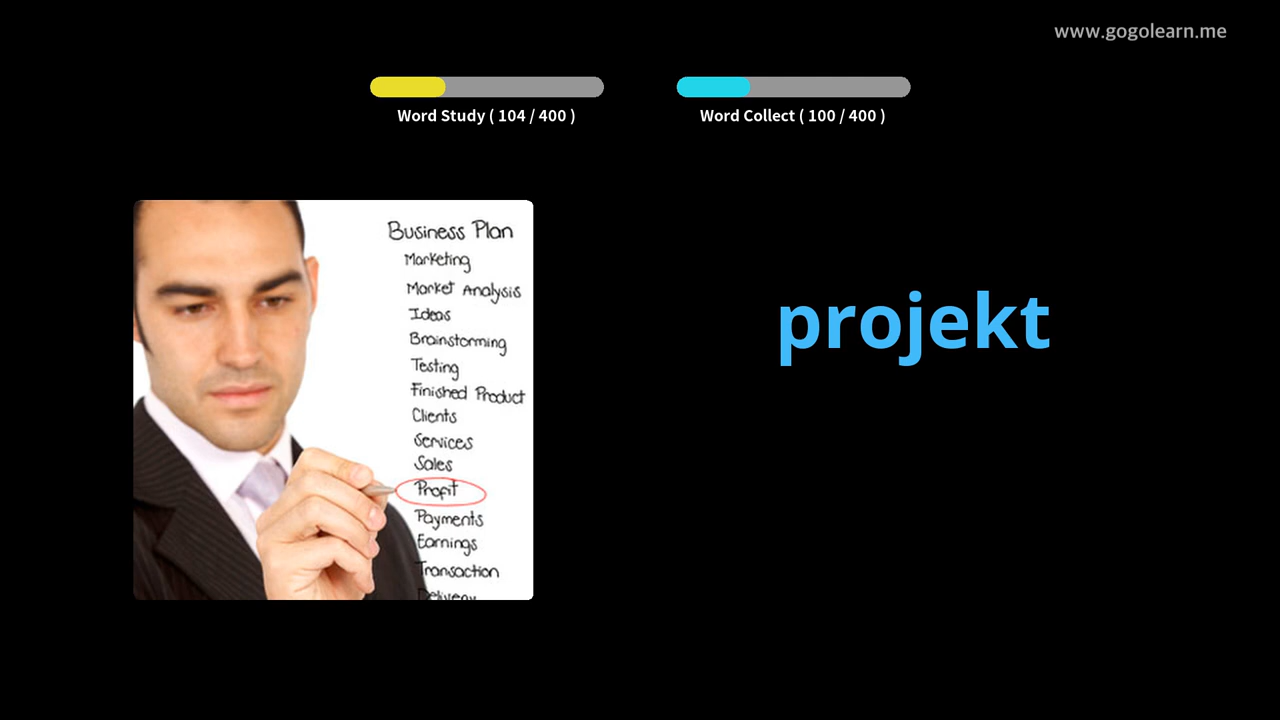 www.gogolearn.me
Word Study ( 104 / 400 )
Word Collect ( 100 / 400 )
Business Plan
Marketing
Market Analysis
Ideas
Brainstorming
Testing
Finished Product
Clients
Services
Sales
Profit
Payments
Earnings
Transaction
Delivery
projekt